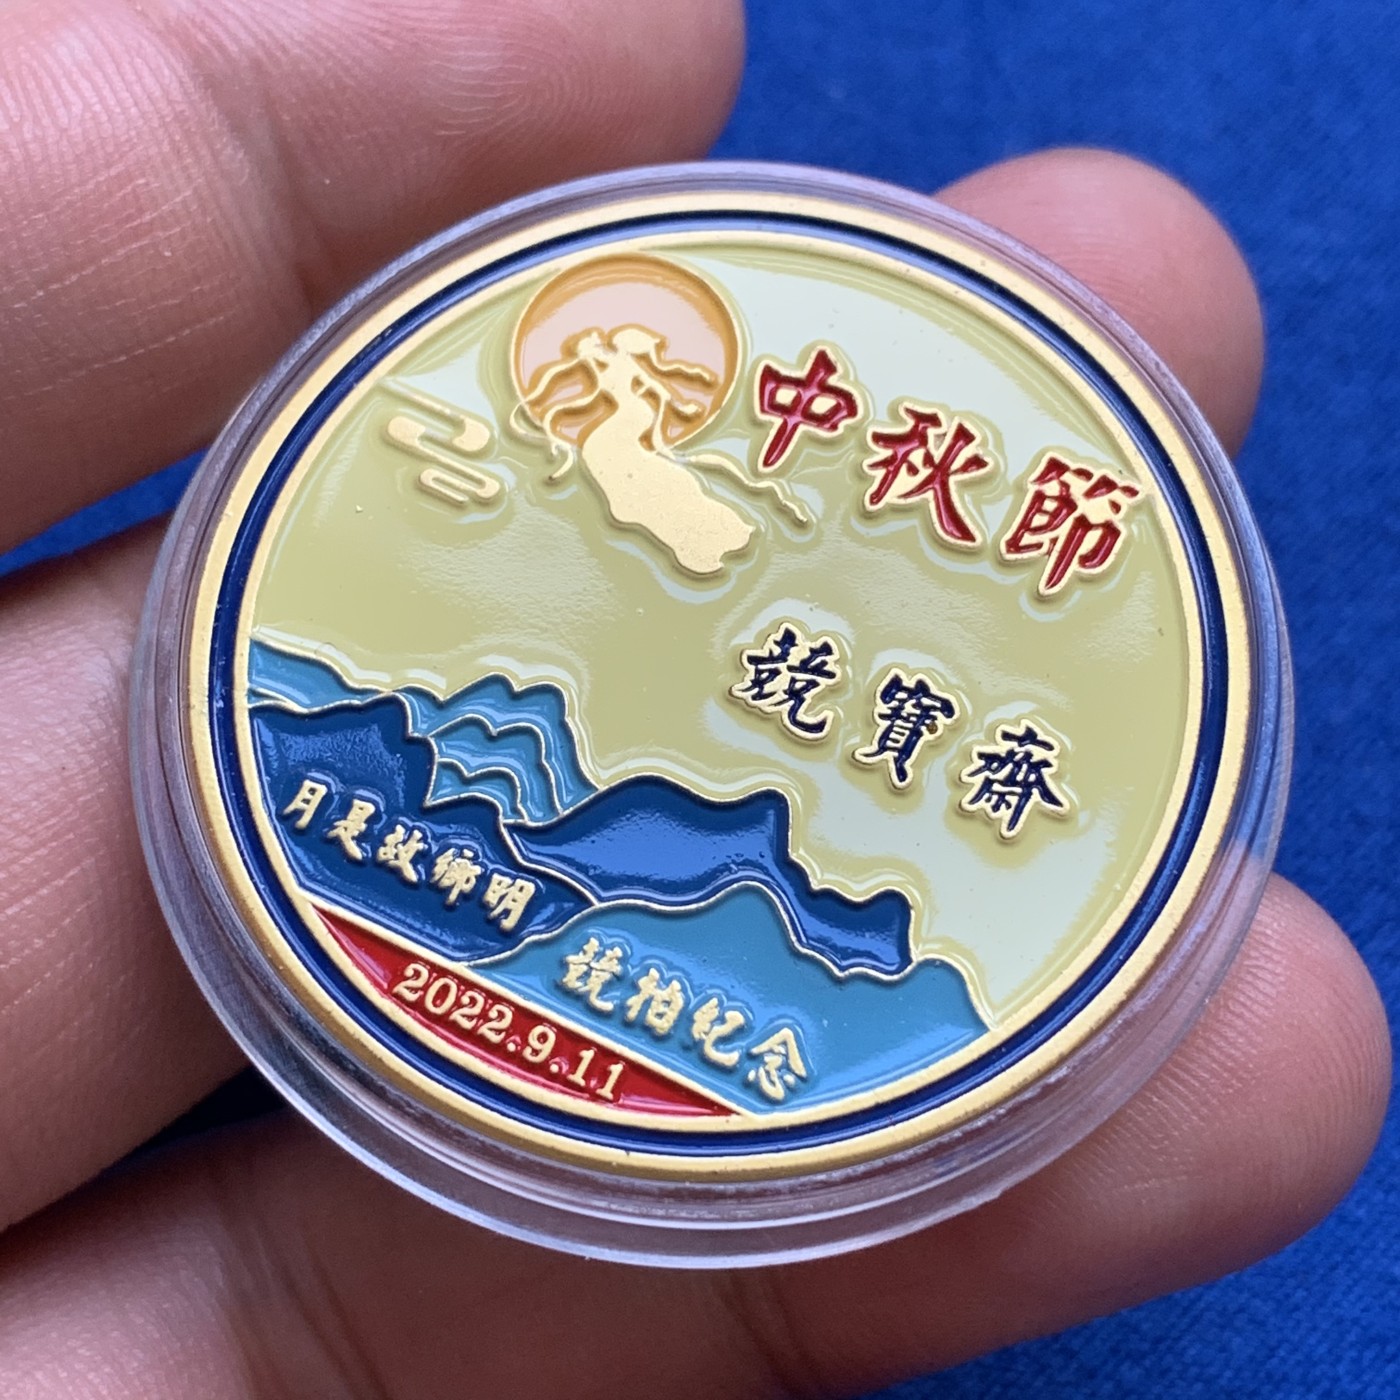 中秋節
競寶齋
月是故鄉明
競拍紀念
2022.9.11